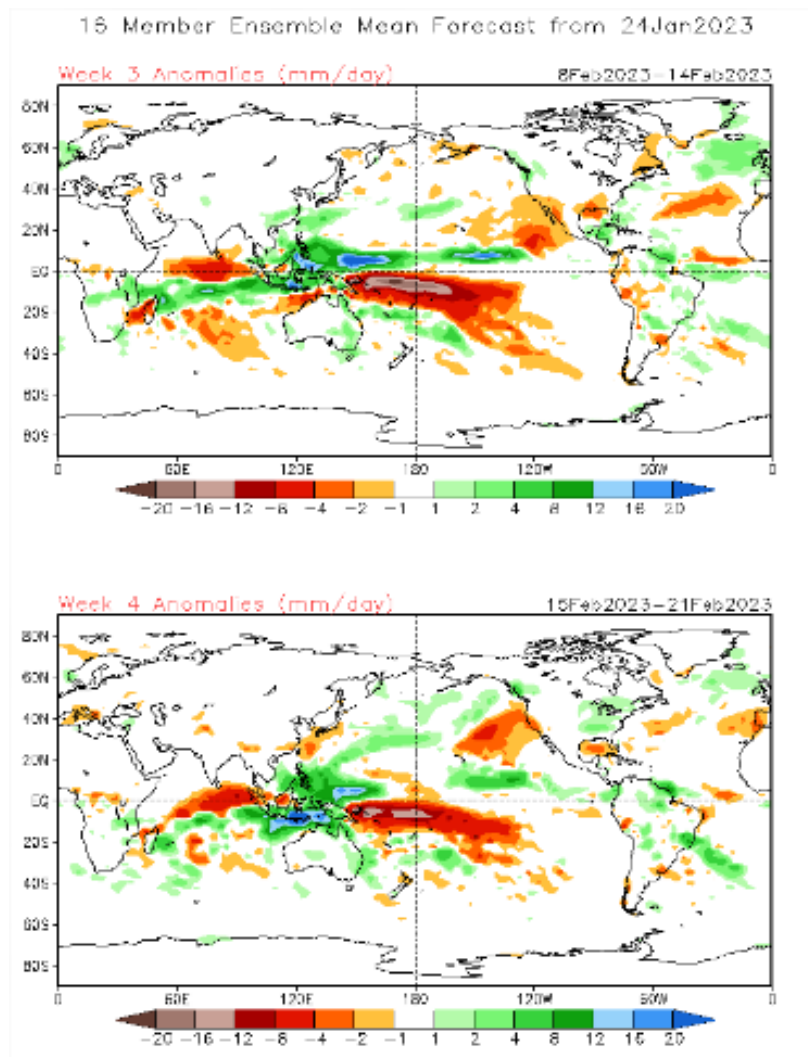 16 Member Ensemble Mean Forecast from 24Jan2023
Week 3 Anomalies (mm/day) 8Feb2023-14Feb2023
80N
60N
40N
20N
EQ
20S
40S
60S
80S
0 60E 120E 180 120W 60W 0
-20 -16 -12 -8 -4 -2 -1 1 2 4 8 12 16 20
Week 4 Anomalies (mm/day) 15Feb2023-21Feb2023
80N
60N
40N
20N
EQ
20S
40S
60S
80S
0 60E 120E 180 120W 60W 0
-20 -16 -12 -8 -4 -2 -1 1 2 4 8 12 16 20